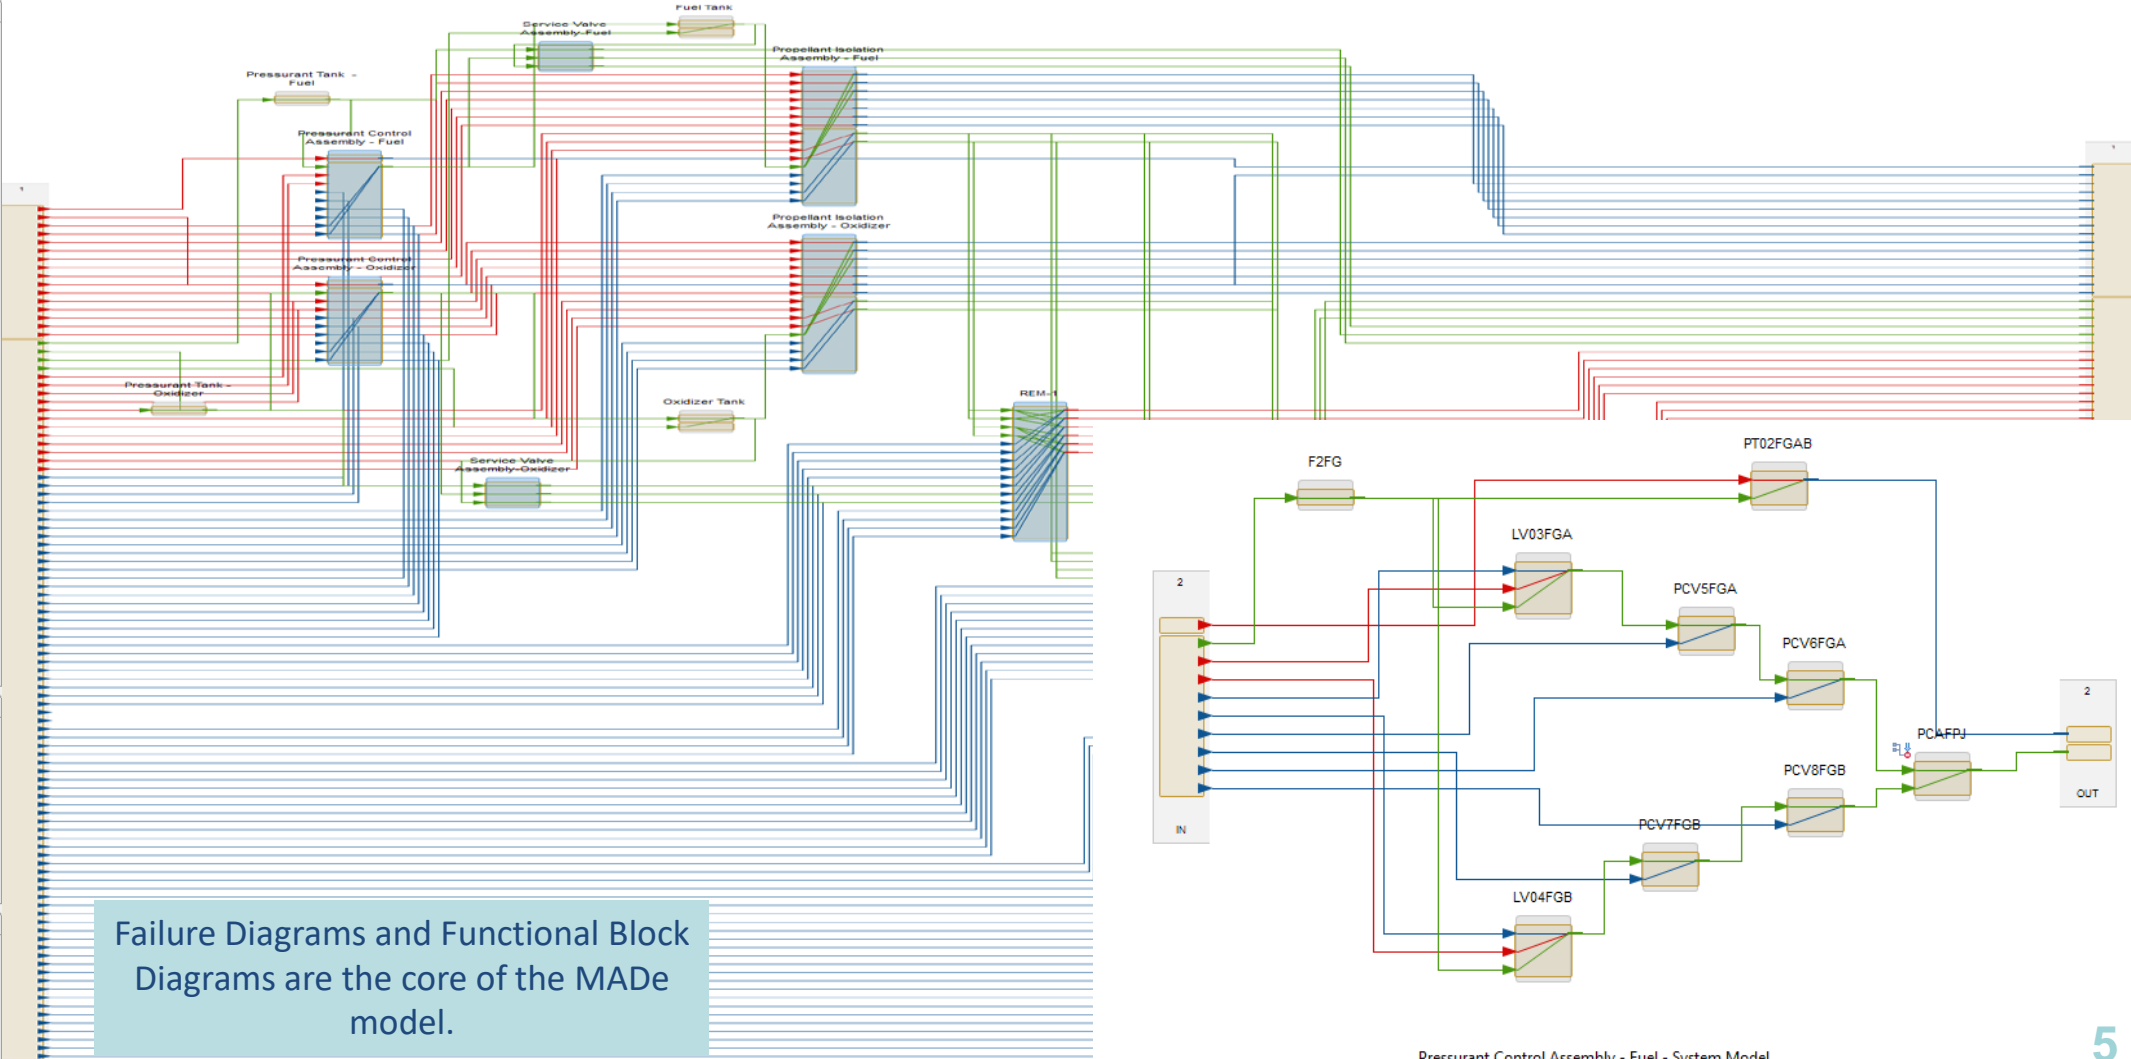 Fuel Tank
Service Valve
Assembly-Fuel
Propellant Isolation
Assembly - Fuel
Pressurant Tank -
Fuel
Pressurant Control
Assembly - Fuel
1
1
Propellant Isolation
Assembly - Oxidizer
Pressurant Control
Assembly - Oxidizer
Pressurant Tank -
Oxidizer
Oxidizer Tank
REM-1
Service Valve
Assembly-Oxidizer
PT02FGAB
F2FG
LV03FGA
2
PCV5FGA
PCV6FGA
2
PCAFPJ
PCV8FGB
OUT
IN
PCV7FGB
LV04FGB
Failure Diagrams and Functional Block
Diagrams are the core of the MADe
model.
Pressurant Control Assembly - Fuel - System Model
5